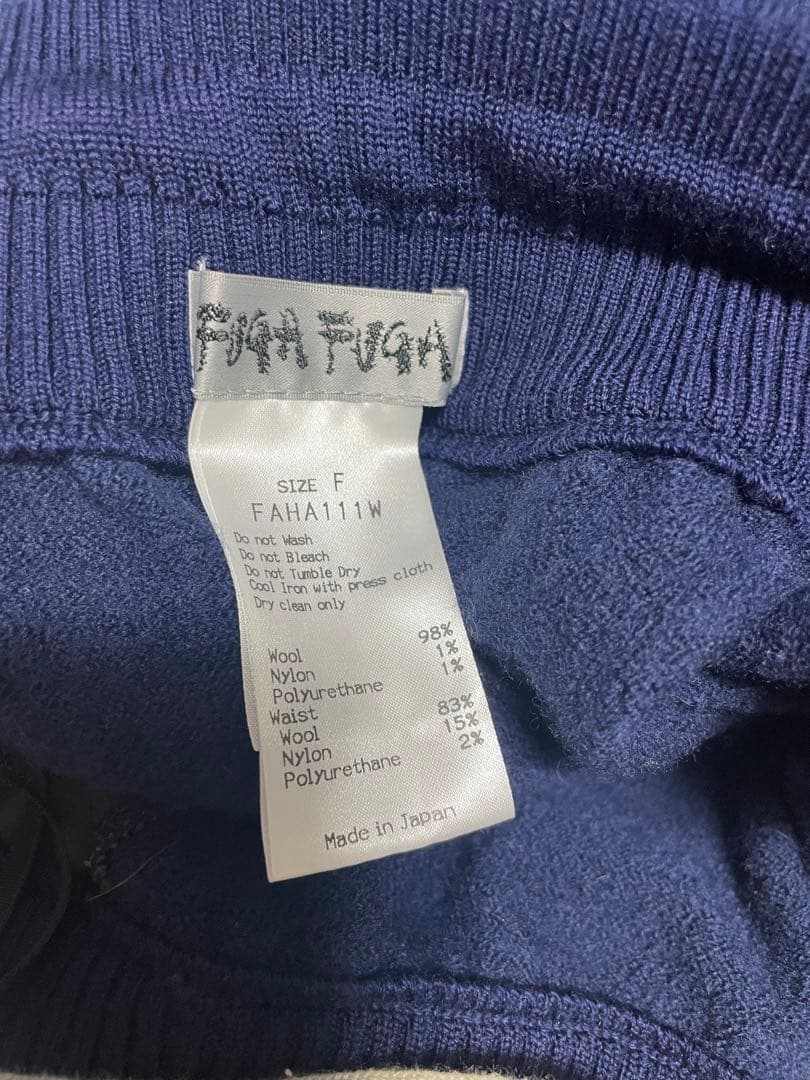 FUGA FUGA
SIZE F
FAHA111W
Do not Wash
Do not Bleach
Do not Tumble Dry
Cool Iron with press cloth
Dry clean only
98%
Wool 1%
Nylon 1%
Polyurethane
Waist 83%
Wool 15%
Nylon 2%
Polyurethane
Made in Japan